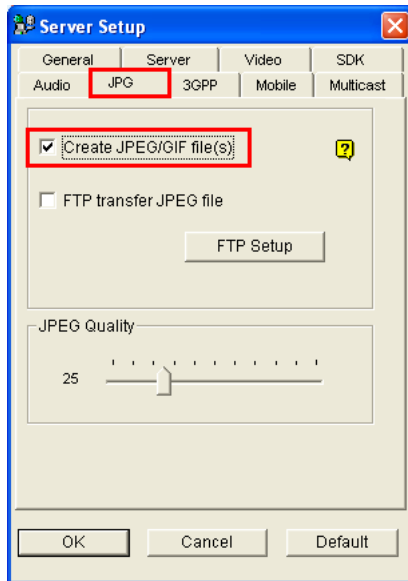 Server Setup
General Server Video SDK
Audio JPG 3GPP Mobile Multicast
Create JPEG/GIF file(s)
?
FTP transfer JPEG file
FTP Setup
JPEG Quality
25
OK Cancel Default